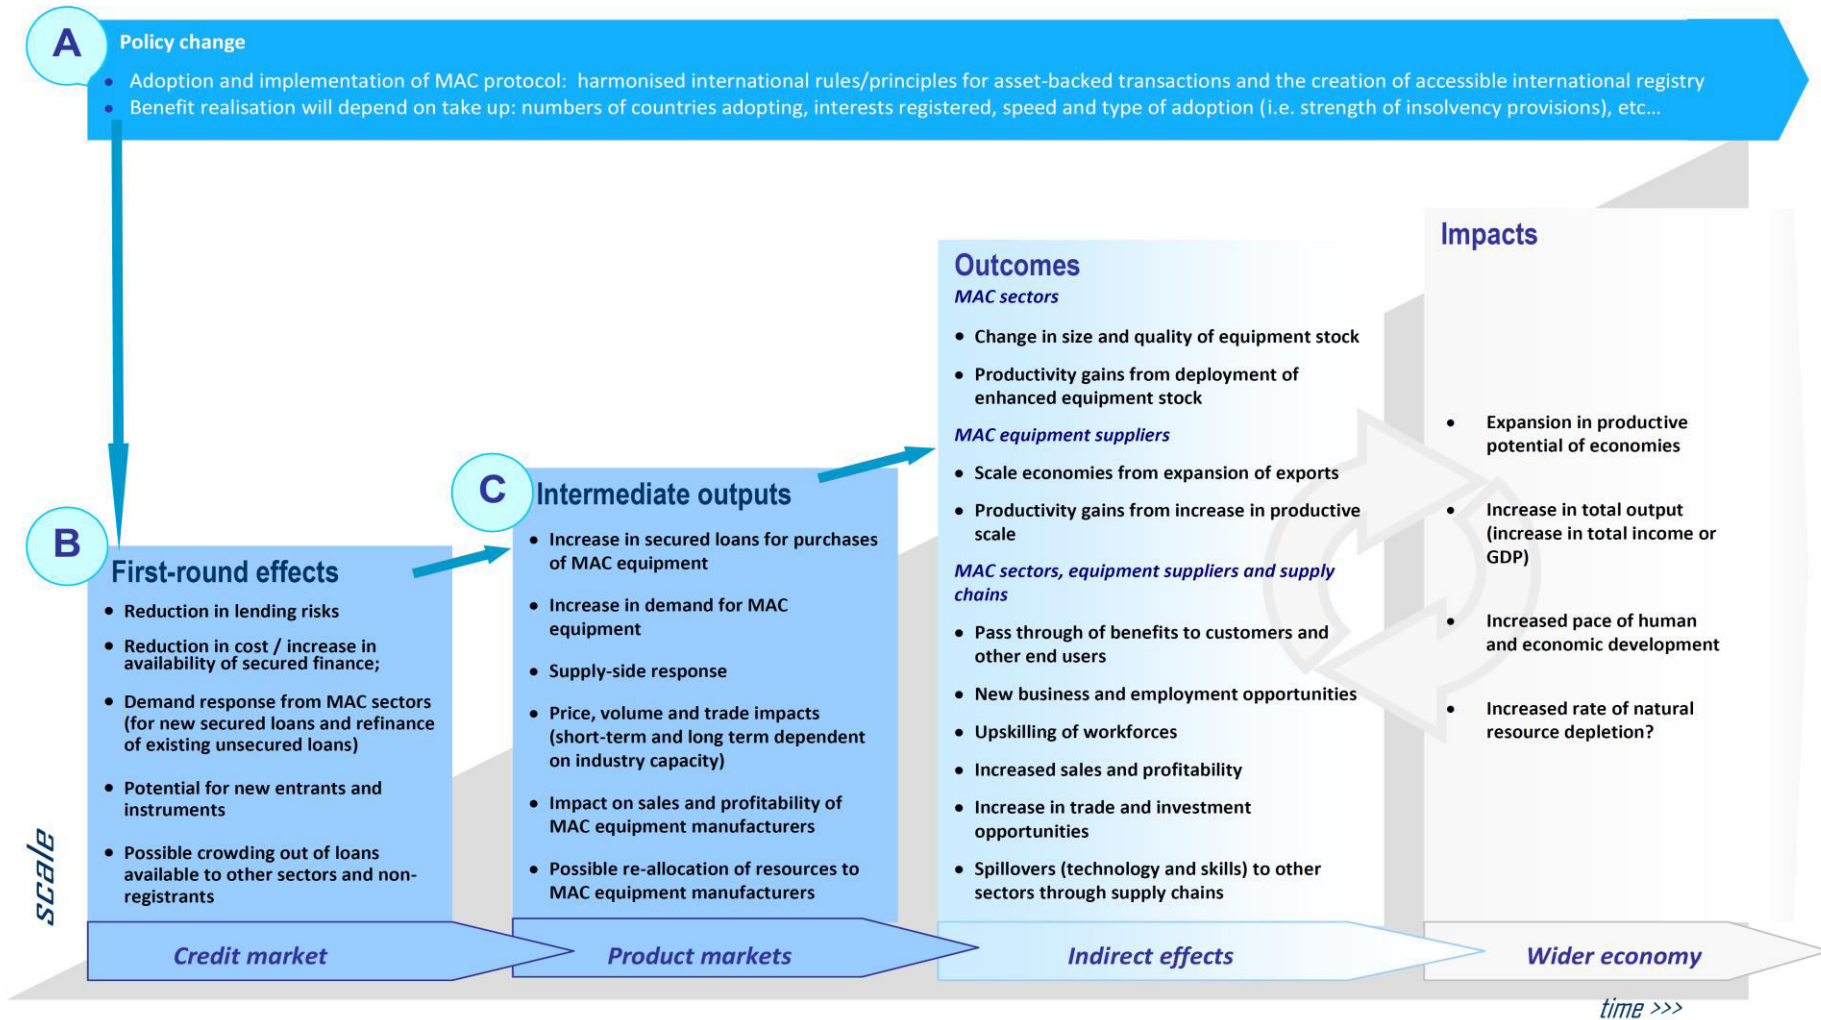 A
Policy change
• Adoption and implementation of MAC protocol: harmonised international rules/principles for asset-backed transactions and the creation of accessible international registry
• Benefit realisation will depend on take up: numbers of countries adopting, interests registered, speed and type of adoption (i.e. strength of insolvency provisions), etc…
B
First-round effects
• Reduction in lending risks
• Reduction in cost / increase in
availability of secured finance;
• Demand response from MAC sectors
(for new secured loans and refinance
of existing unsecured loans)
• Potential for new entrants and
instruments
• Possible crowding out of loans
available to other sectors and non-
registrants
Credit market
C
Intermediate outputs
• Increase in secured loans for purchases
of MAC equipment
• Increase in demand for MAC
equipment
• Supply-side response
• Price, volume and trade impacts
(short-term and long term dependent
on industry capacity)
• Impact on sales and profitability of
MAC equipment manufacturers
• Possible re-allocation of resources to
MAC equipment manufacturers
Product markets
Outcomes
MAC sectors
• Change in size and quality of equipment stock
• Productivity gains from deployment of
enhanced equipment stock
MAC equipment suppliers
• Scale economies from expansion of exports
• Productivity gains from increase in productive
scale
MAC sectors, equipment suppliers and supply
chains
• Pass through of benefits to customers and
other end users
• New business and employment opportunities
• Upskilling of workforces
• Increased sales and profitability
• Increase in trade and investment
opportunities
• Spillovers (technology and skills) to other
sectors through supply chains
Indirect effects
Impacts
• Expansion in productive
potential of economies
• Increase in total output
(increase in total income or
GDP)
• Increased pace of human
and economic development
• Increased rate of natural
resource depletion?
Wider economy
scale
time >>>